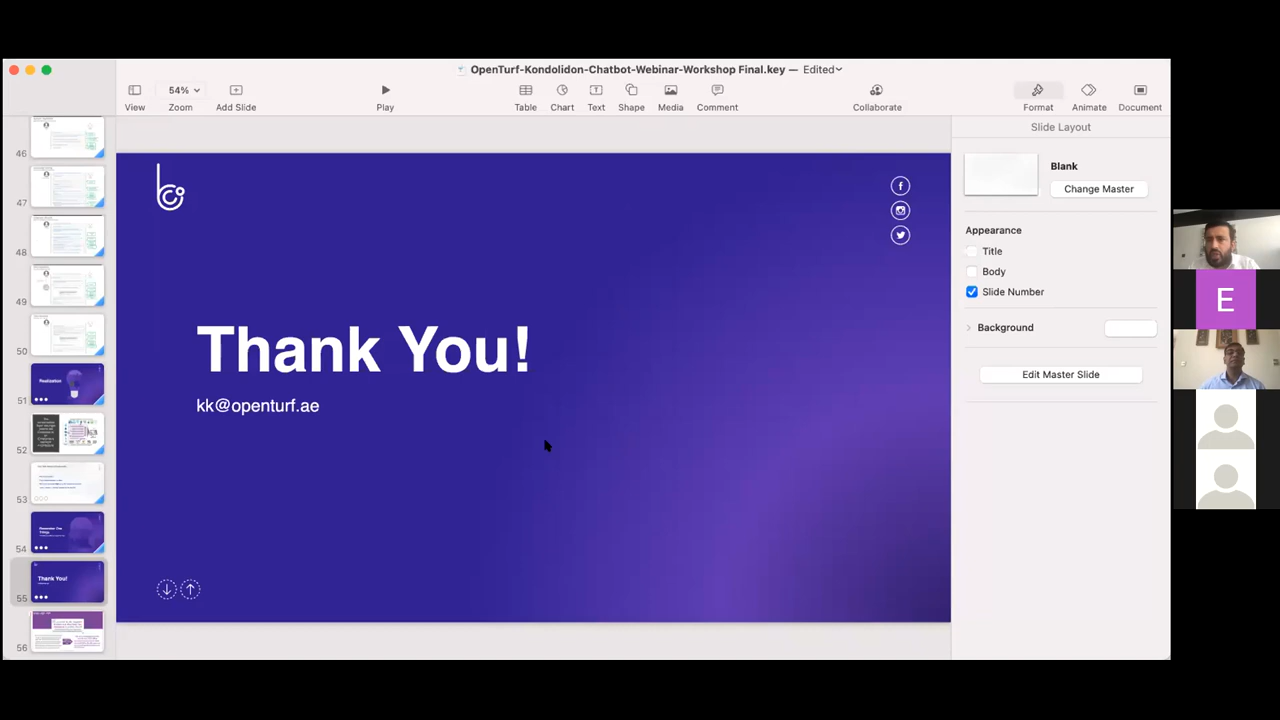 OpenTurf-Kondolidon-Chatbot-Webinar-Workshop Final.key — Edited
54%
View
Zoom
Add Slide
Play
Table
Chart
Text
Shape
Media
Comment
Collaborate
Format
Animate
Document
Slide Layout
Blank
Change Master
Appearance
Title
Body
Slide Number
Background
Edit Master Slide
46
47
48
49
50
Realization
51
52
53
54
Thank You!
55
56
Thank You!
kk@openturf.ae
E